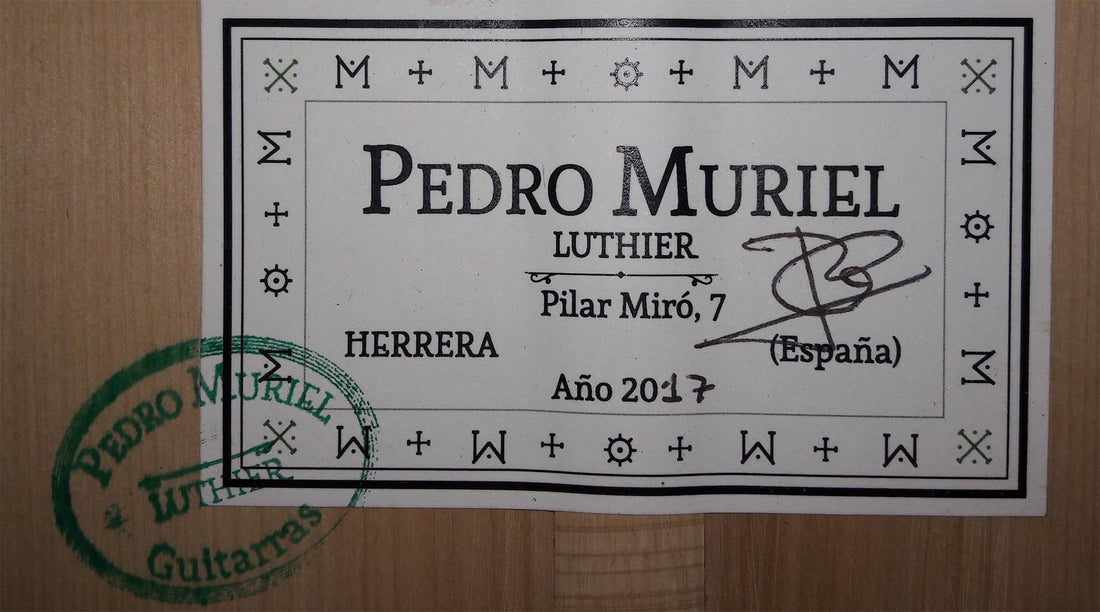 PEDRO MURIEL
LUTHIER
Pilar Miró, 7
HERRERA
(España)
Año 2017
PEDRO MURIEL
LUTHIER
Guitarras